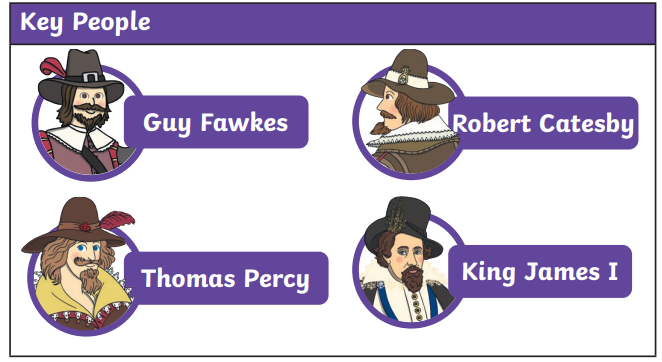 Key People
Guy Fawkes
Robert Catesby
Thomas Percy
King James I